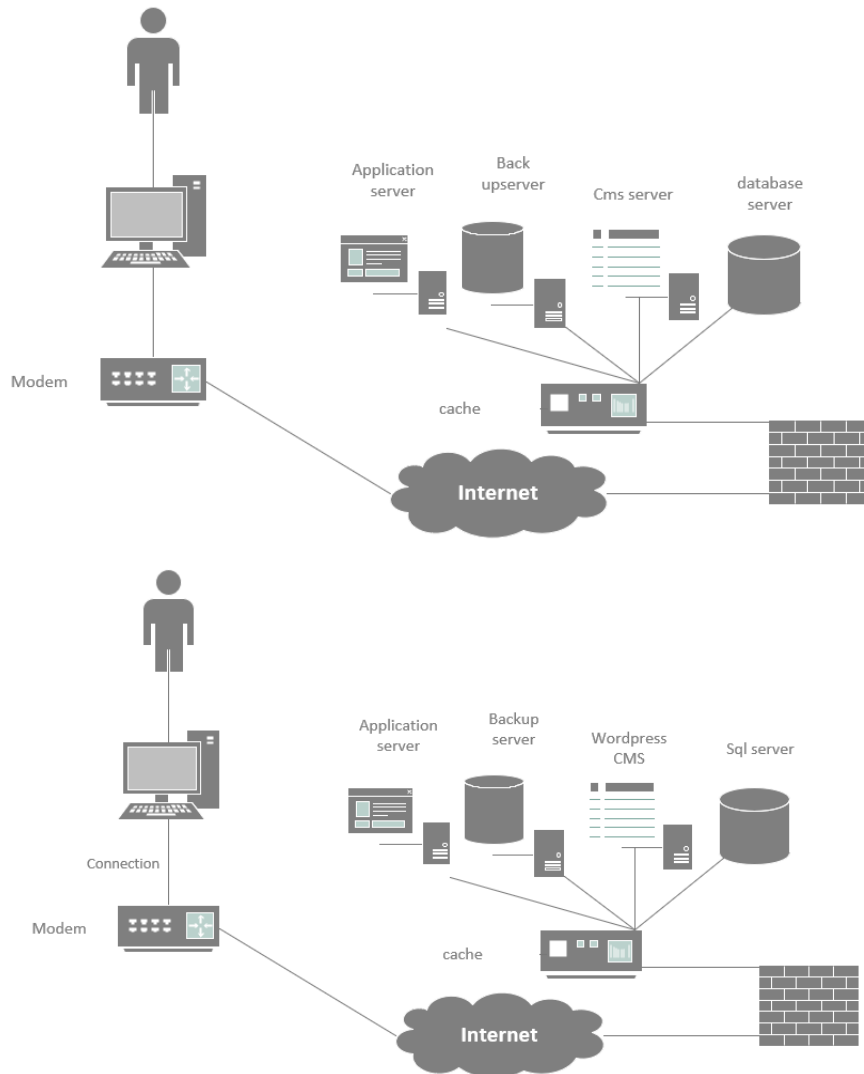 Application
server
Back
upserver
Cms server
database
server
Modem
cache
Internet
Application
server
Backup
server
Wordpress
CMS
Sql server
Connection
Modem
cache
Internet